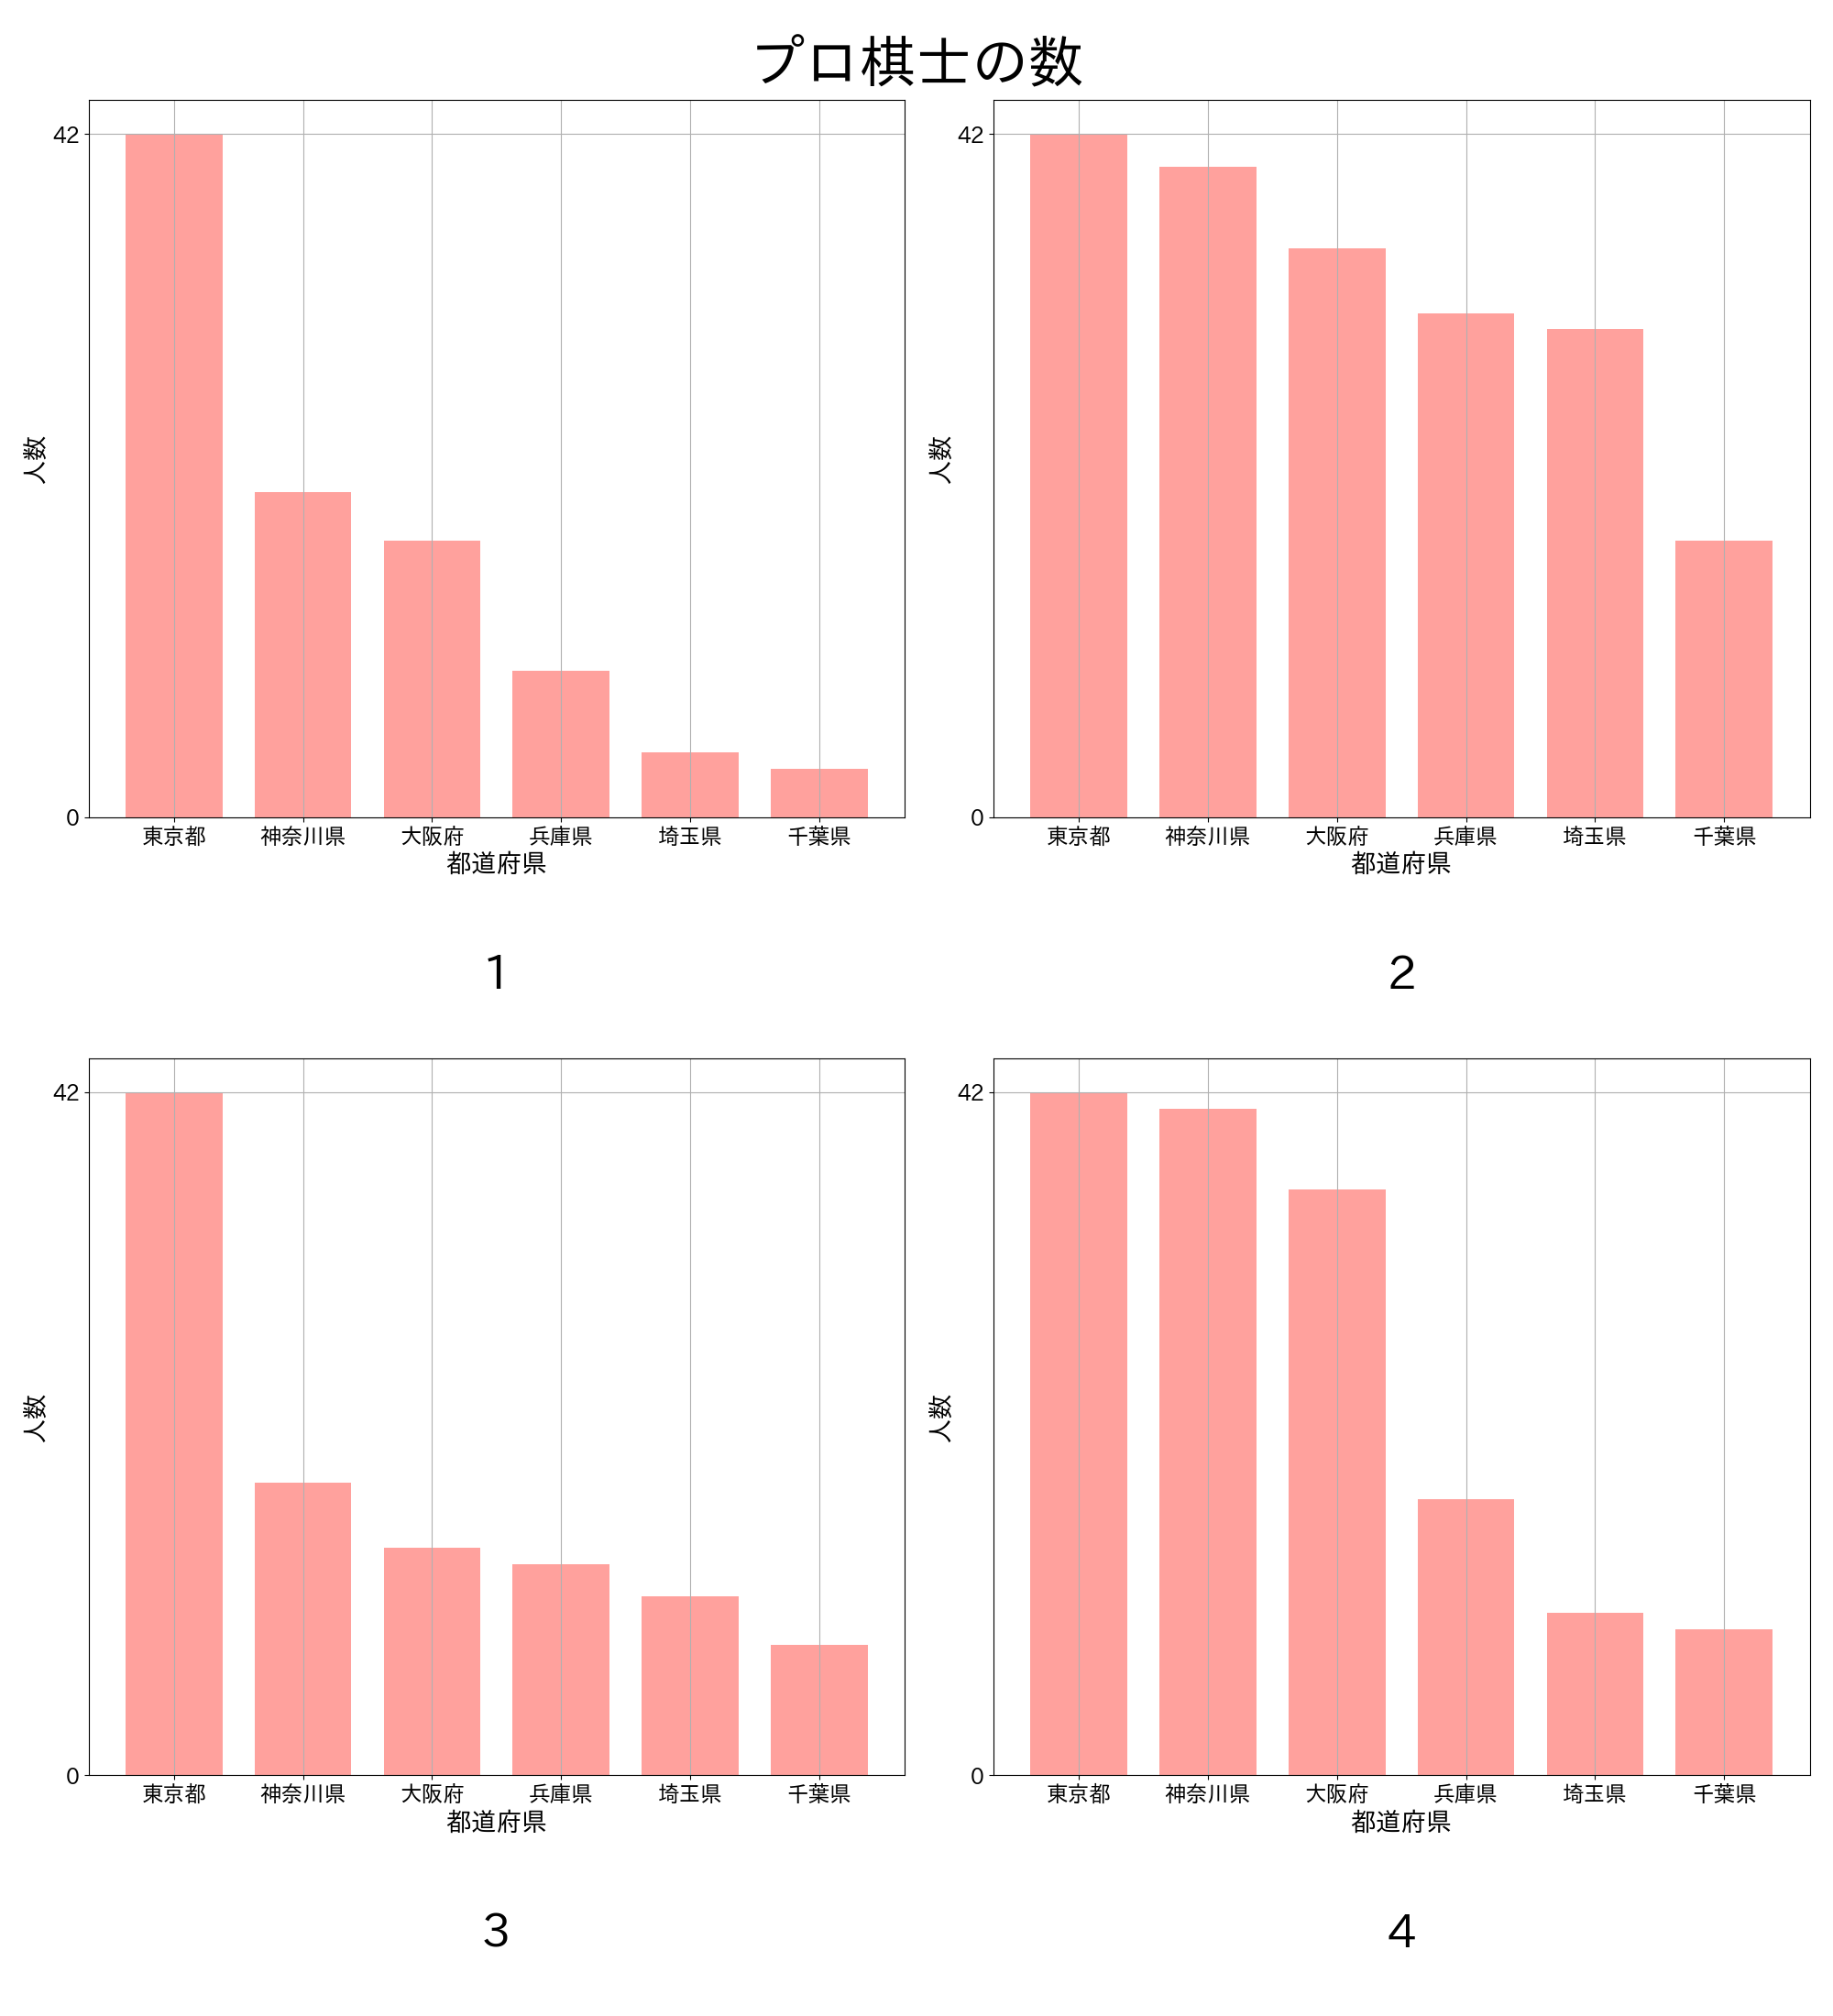 プロ棋士の数
42
0
人数
東京都 神奈川県 大阪府 兵庫県 埼玉県 千葉県
都道府県
1
42
0
人数
東京都 神奈川県 大阪府 兵庫県 埼玉県 千葉県
都道府県
2
42
0
人数
東京都 神奈川県 大阪府 兵庫県 埼玉県 千葉県
都道府県
3
42
0
人数
東京都 神奈川県 大阪府 兵庫県 埼玉県 千葉県
都道府県
4